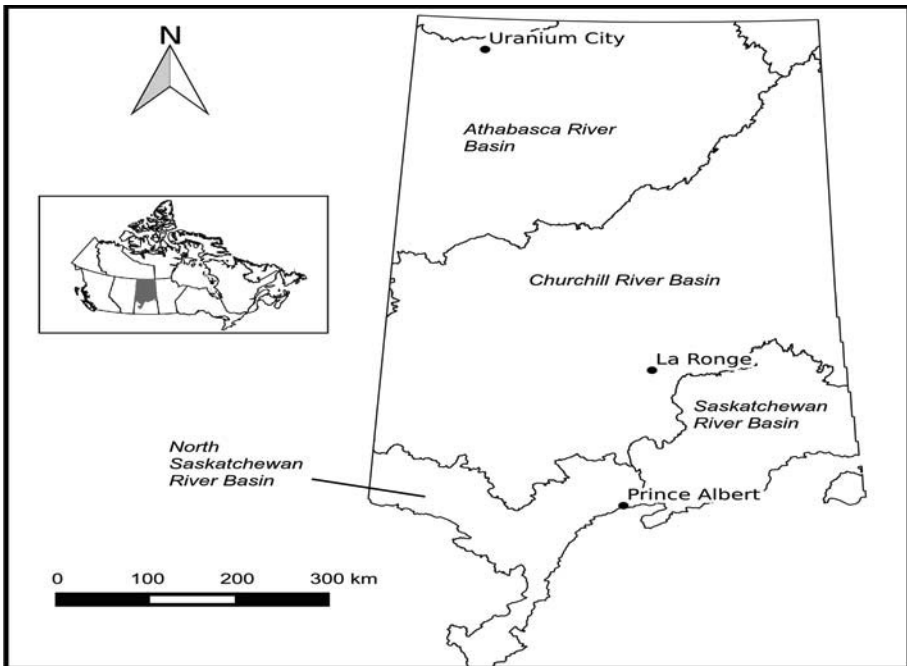 N
Uranium City
Athabasca River
Basin
Churchill River Basin
La Ronge
Saskatchewan
River Basin
North
Saskatchewan
River Basin
Prince Albert
0 100 200 300 km